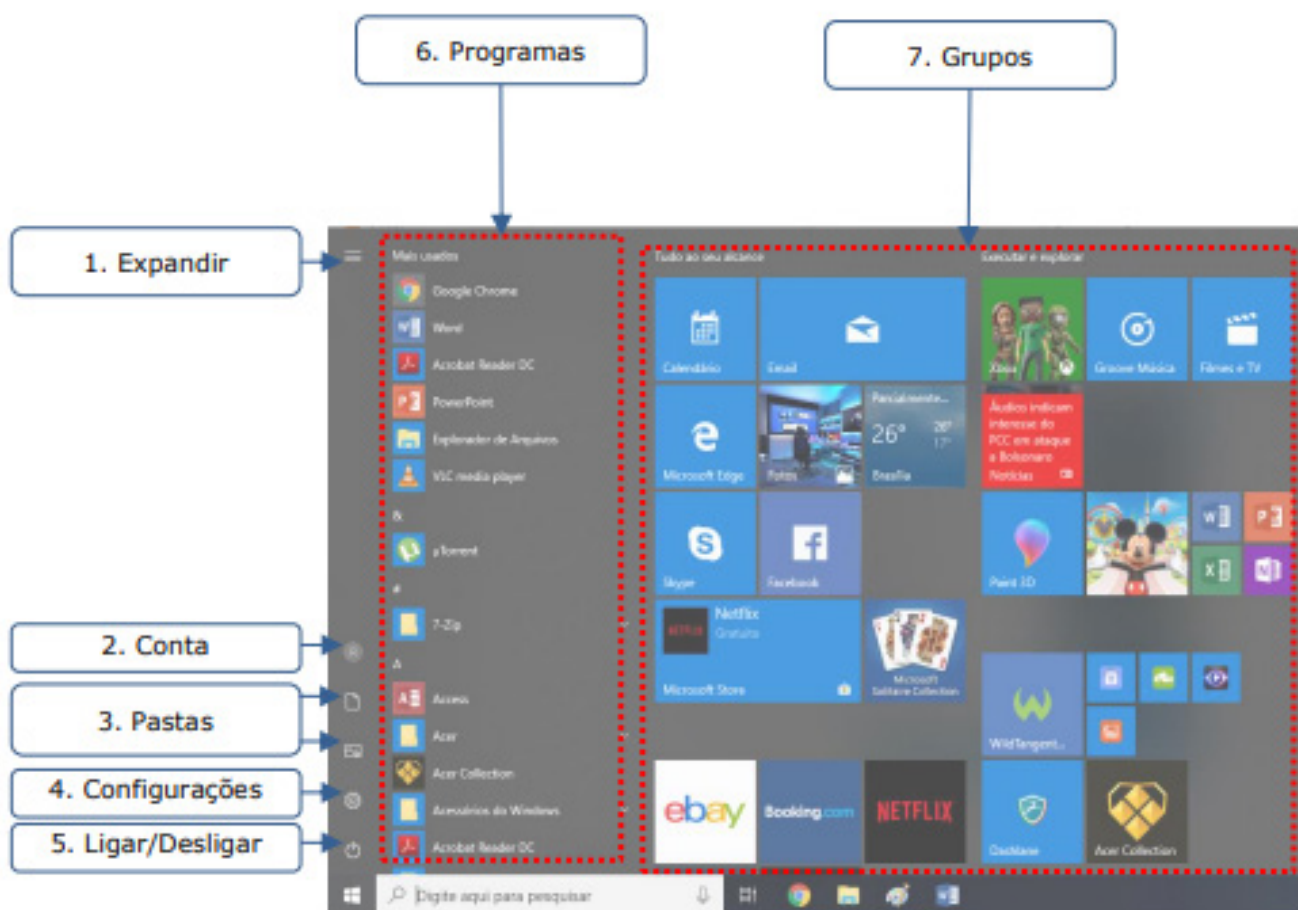 6. Programas
7. Grupos
1. Expandir
2. Conta
3. Pastas
4. Configurações
5. Ligar/Desligar
Mais usados
Google Chrome
Word
Acrobat Reader DC
PowerPoint
Explorador de Arquivos
VLC media player
&
µTorrent
#
7-Zip
A
Access
Acer
Acer Collection
Acessórios do Windows
Acrobat Reader DC
Tudo ao seu alcance
Calendário
Email
Microsoft Edge
Fotos
Parcialmente...
26° 26°
17°
Brasília
Skype
Facebook
NETFLIX
Netflix
Gratuito
Microsoft Store
Microsoft
Solitaire Collection
ebay
Booking.com
NETFLIX
Executar e explorar
Xbox
Groove Música
Filmes e TV
Áudios indicam
interesse do
PCC em ataque
a Bolsonaro
Notícias
Paint 3D
WildTangent...
Dashlane
Acer Collection
Digite aqui para pesquisar